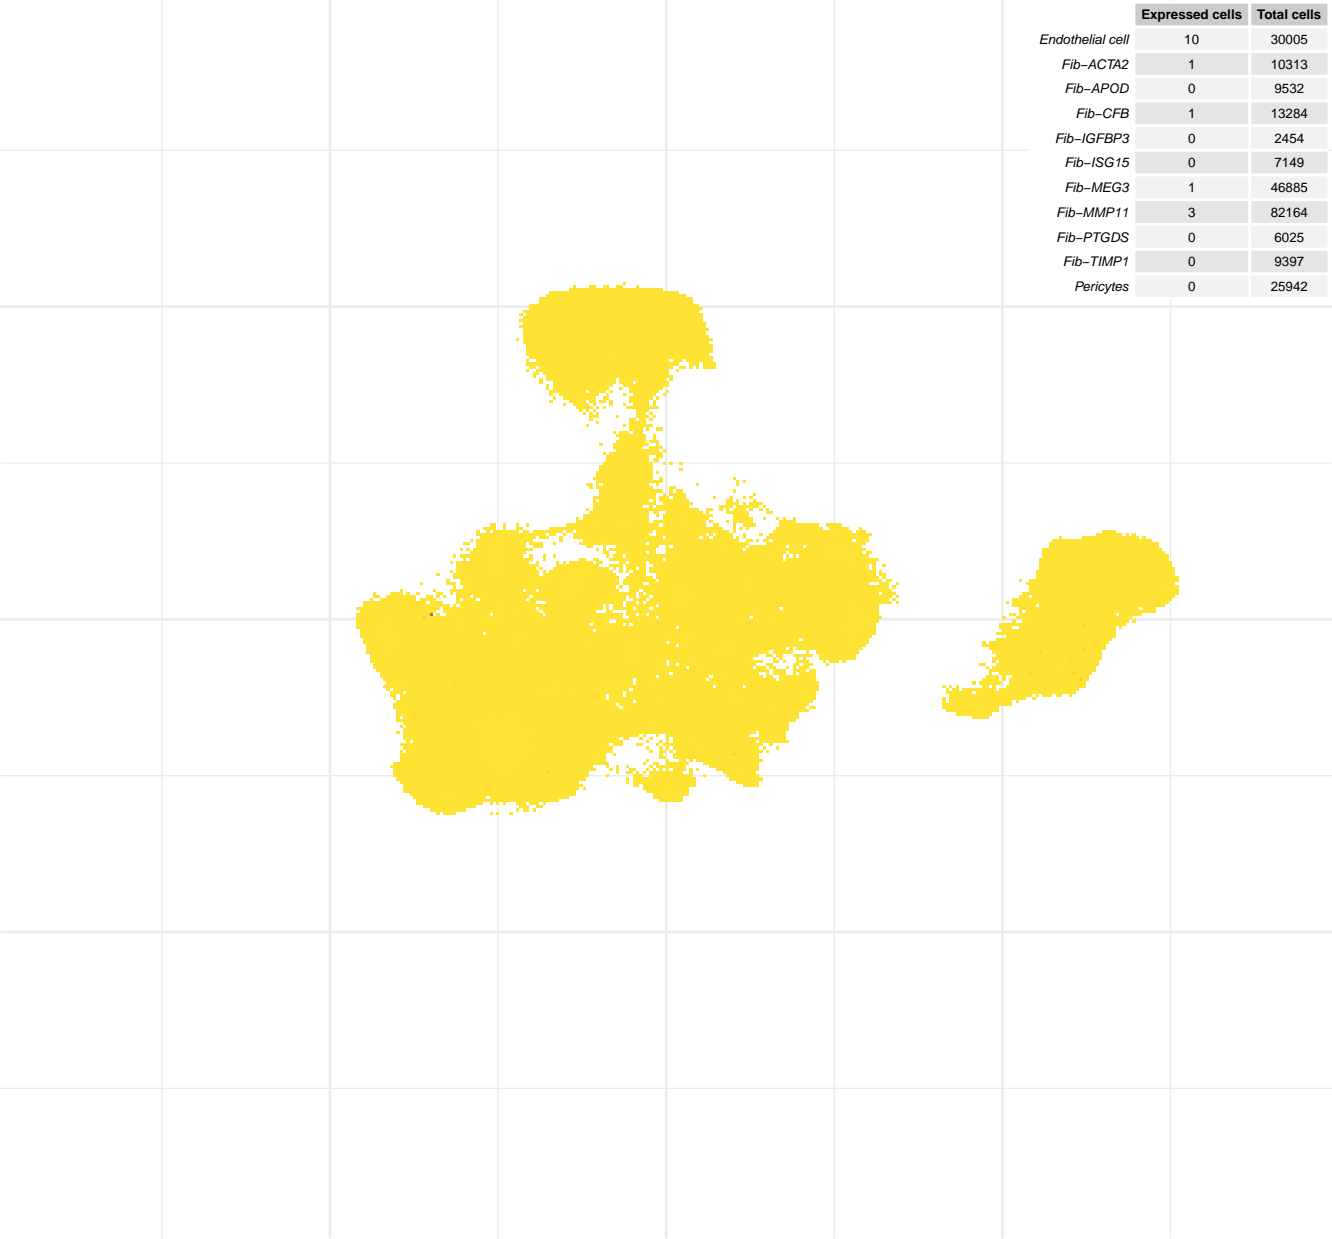 Expressed cells Total cells
Endothelial cell 10 30005
Fib−ACTA2 1 10313
Fib−APOD 0 9532
Fib−CFB 1 13284
Fib−IGFBP3 0 2454
Fib−ISG15 0 7149
Fib−MEG3 1 46885
Fib−MMP11 3 82164
Fib−PTGDS 0 6025
Fib−TIMP1 0 9397
Pericytes 0 25942